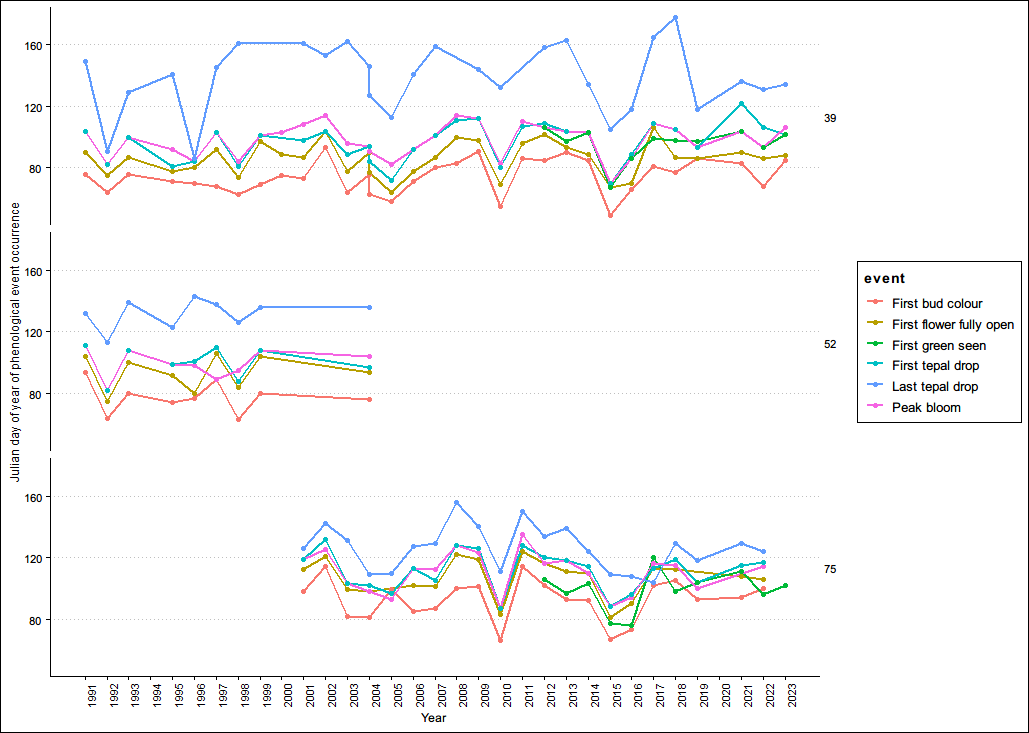 160
120
80
39
160
120
80
52
160
120
80
75
Julian day of year of phenological event occurrence
1991 1992 1993 1994 1995 1996 1997 1998 1999 2000 2001 2002 2003 2004 2005 2006 2007 2008 2009 2010 2011 2012 2013 2014 2015 2016 2017 2018 2019 2020 2021 2022 2023
Year
event
First bud colour
First flower fully open
First green seen
First tepal drop
Last tepal drop
Peak bloom